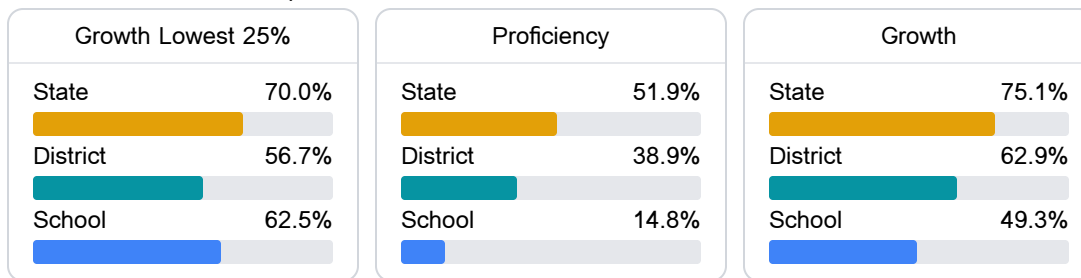 Growth Lowest 25%
State 70.0%
District 56.7%
School 62.5%
Proficiency
State 51.9%
District 38.9%
School 14.8%
Growth
State 75.1%
District 62.9%
School 49.3%